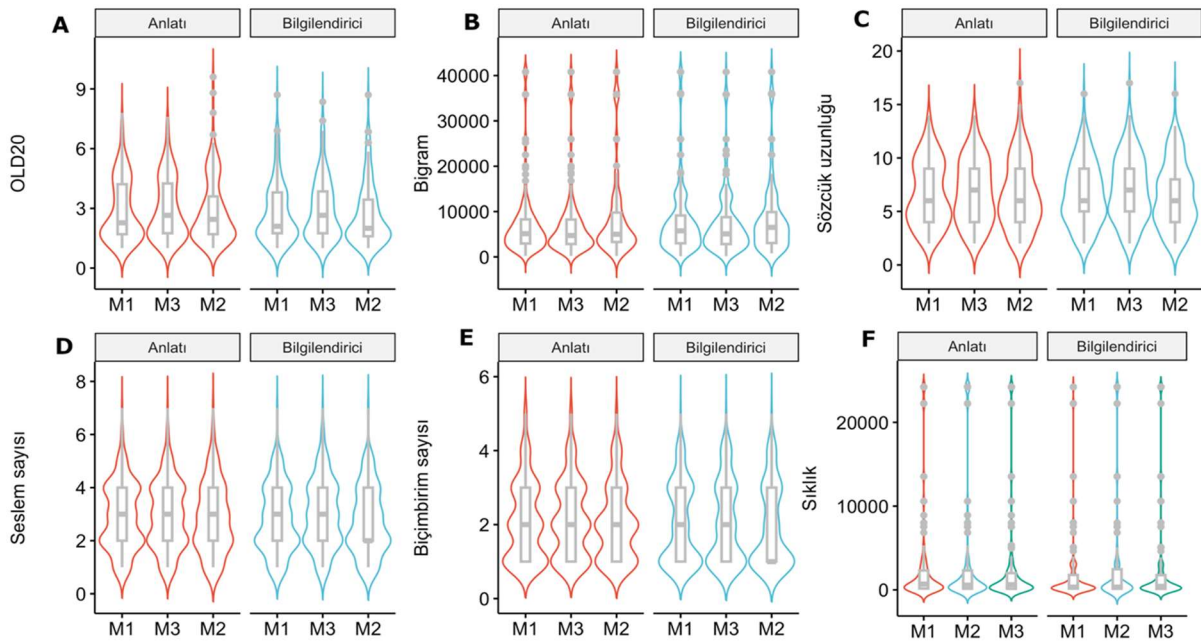 A
Anlatı
Bilgilendirici
OLD20
9
6
3
0
M1 M3 M2
M1 M3 M2
B
Anlatı
Bilgilendirici
Bigram
40000
30000
20000
10000
0
M1 M3 M2
M1 M3 M2
C
Anlatı
Bilgilendirici
Sözcük uzunluğu
20
15
10
5
0
M1 M3 M2
M1 M3 M2
D
Anlatı
Bilgilendirici
Seslem sayısı
8
6
4
2
0
M1 M3 M2
M1 M3 M2
E
Anlatı
Bilgilendirici
Biçimbirim sayısı
6
4
2
0
M1 M3 M2
M1 M3 M2
F
Anlatı
Bilgilendirici
Sıklık
20000
10000
0
M1 M2 M3
M1 M2 M3